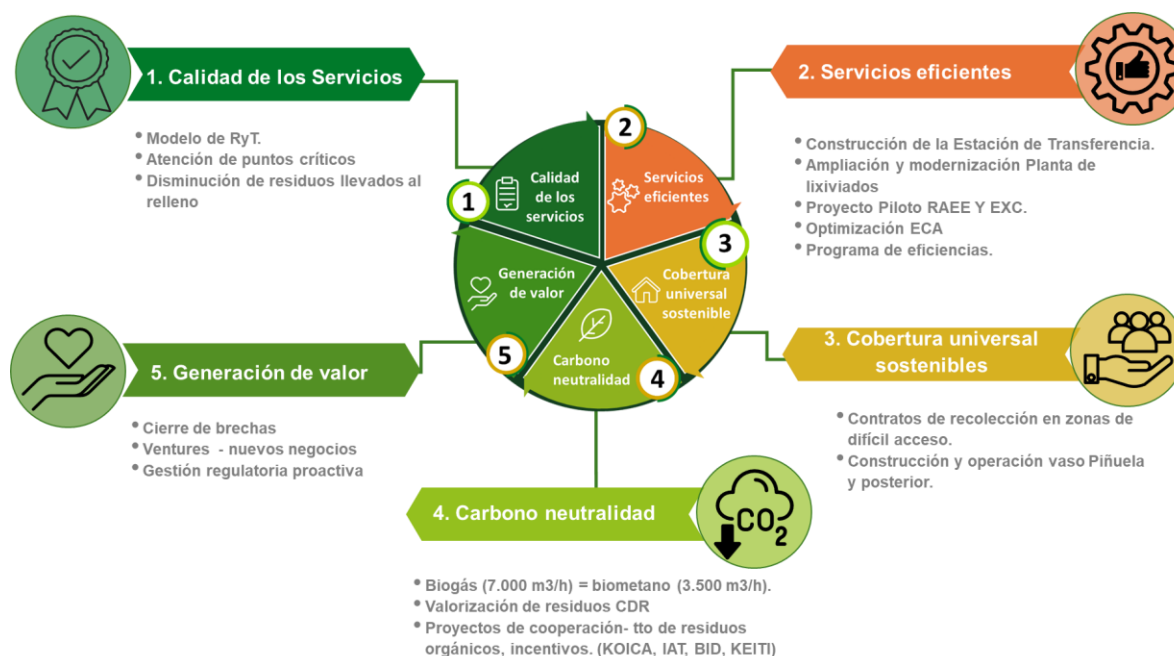 1. Calidad de los Servicios
• Modelo de RyT.
• Atención de puntos críticos
• Disminución de residuos llevados al
relleno
2. Servicios eficientes
• Construcción de la Estación de Transferencia.
• Ampliación y modernización Planta de
lixiviados
• Proyecto Piloto RAEE Y EXC.
• Optimización ECA
• Programa de eficiencias.
1
Calidad
de los
servicios
2
Servicios
eficientes
3
Cobertura
universal
sostenible
4
Carbono
neutralidad
5
Generación
de valor
3. Cobertura universal
sostenibles
• Contratos de recolección en zonas de
difícil acceso.
• Construcción y operación vaso Piñuela
y posterior.
5. Generación de valor
• Cierre de brechas
• Ventures - nuevos negocios
• Gestión regulatoria proactiva
4. Carbono neutralidad
CO2
• Biogás (7.000 m3/h) = biometano (3.500 m3/h).
• Valorización de residuos CDR
• Proyectos de cooperación- tto de residuos
orgánicos, incentivos. (KOICA, IAT, BID, KEITI)